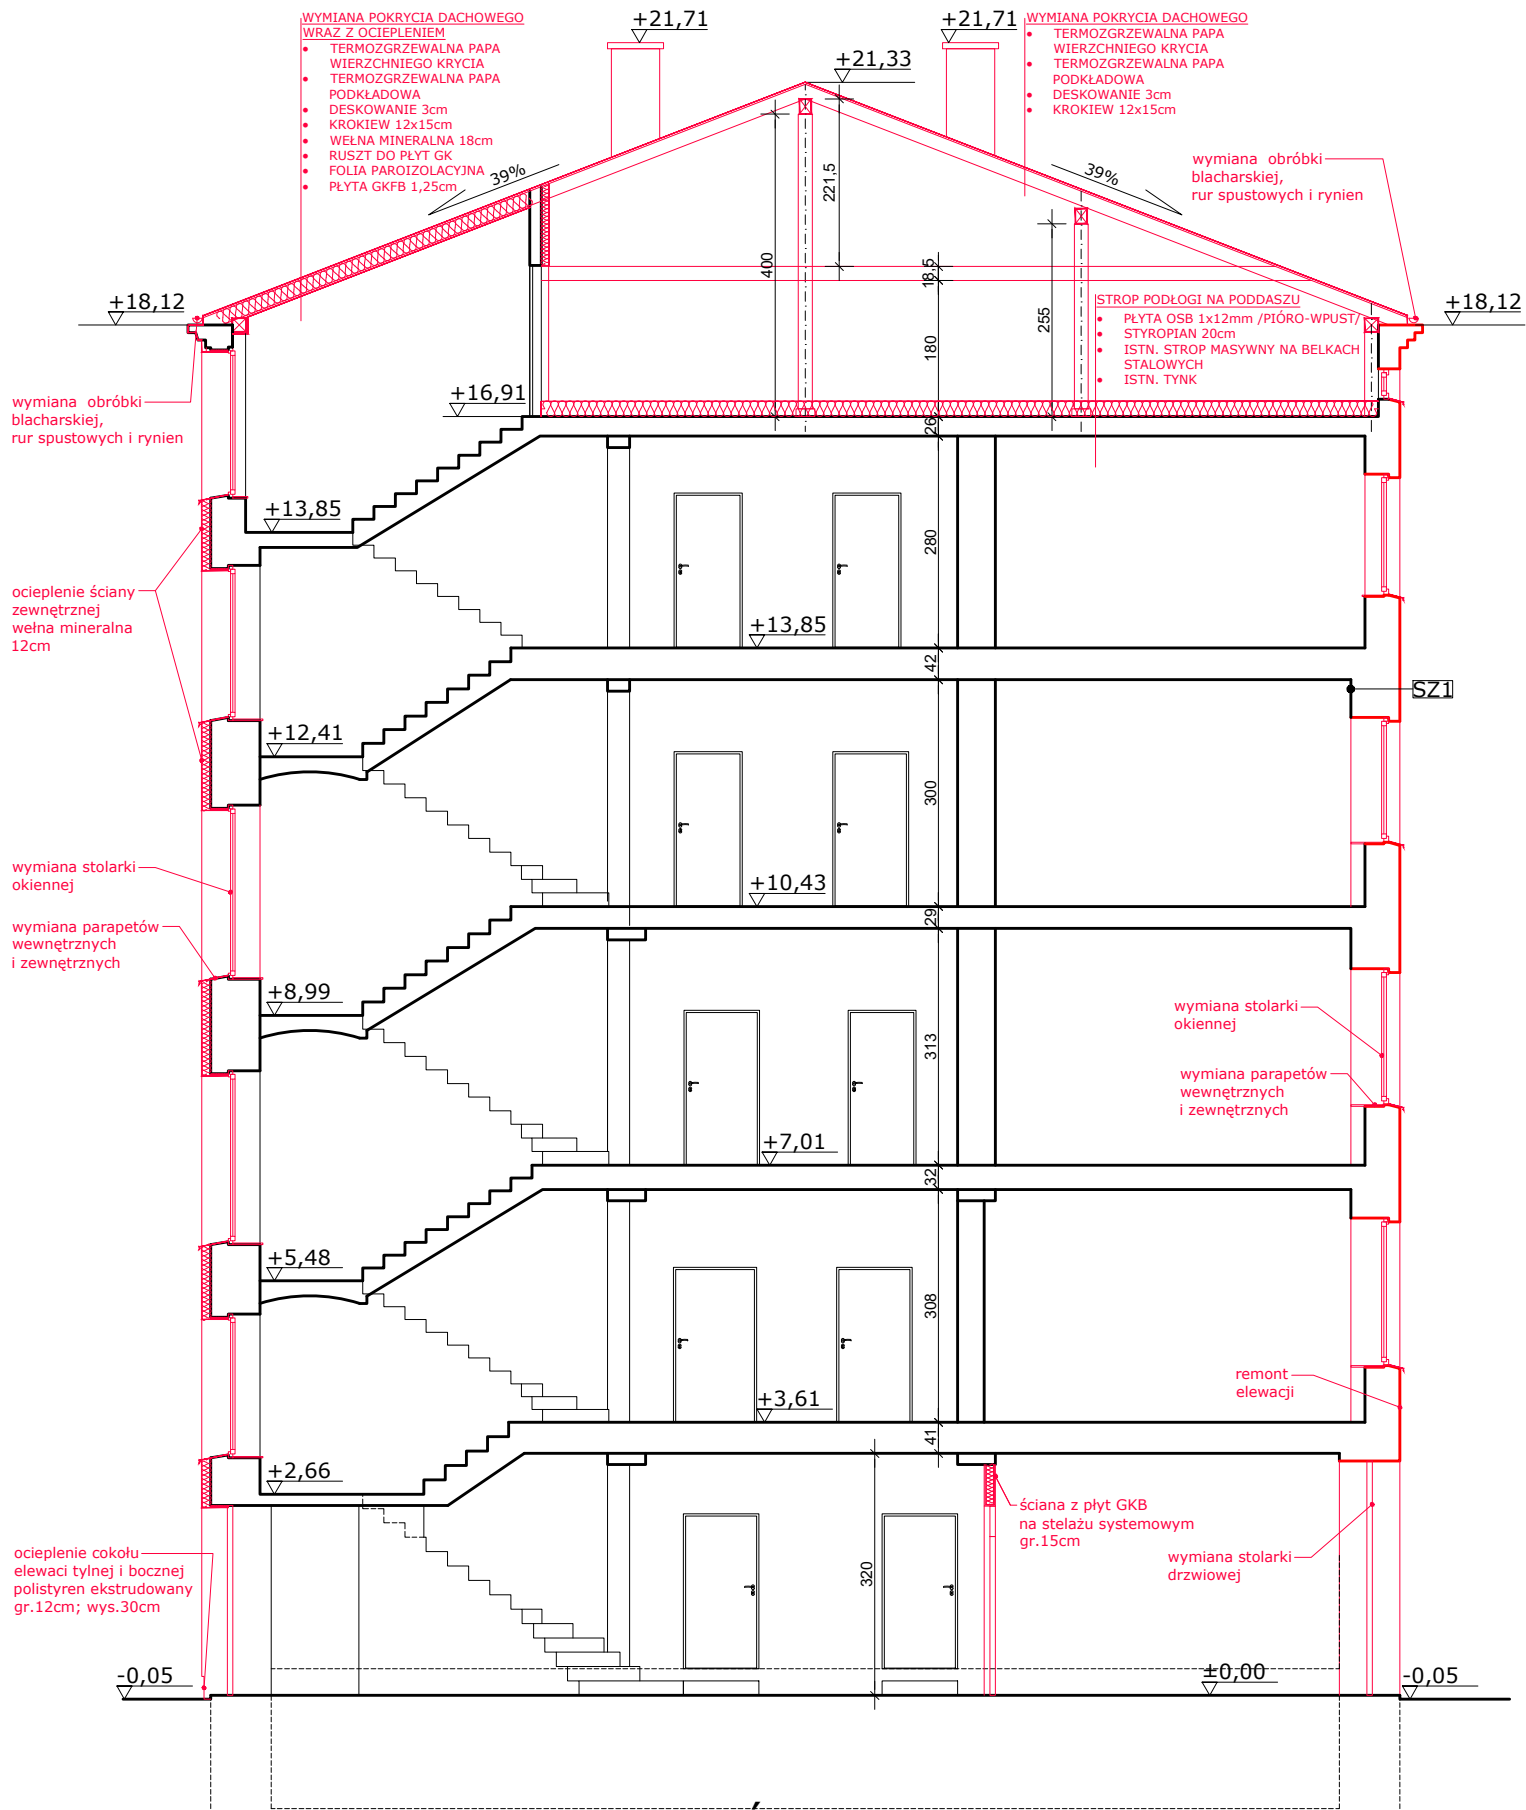 WYMIANA POKRYCIA DACHOWEGO
WRAZ Z OCIEPLENIEM
• TERMOZGRZEWALNA PAPA
WIERZCHNIEGO KRYCIA
• TERMOZGRZEWALNA PAPA
PODKŁADOWA
• DESKOWANIE 3cm
• KROKIEW 12x15cm
• WEŁNA MINERALNA 18cm
• RUSZT DO PŁYT GK
• FOLIA PAROIZOLACYJNA
• PŁYTA GKFB 1,25cm
+21,71
+21,33
+21,71
WYMIANA POKRYCIA DACHOWEGO
• TERMOZGRZEWALNA PAPA
WIERZCHNIEGO KRYCIA
• TERMOZGRZEWALNA PAPA
PODKŁADOWA
• DESKOWANIE 3cm
• KROKIEW 12x15cm
39%
39%
wymiana obróbki
blacharskiej,
rur spustowych i rynien
221,5
400
18,5
255
180
+18,12
+18,12
STROP PODŁOGI NA PODDASZU
• PŁYTA OSB 1x12mm /PIÓRO-WPUST/
• STYROPIAN 20cm
• ISTN. STROP MASYWNY NA BELKACH
STALOWYCH
• ISTN. TYNK
wymiana obróbki
blacharskiej,
rur spustowych i rynien
+16,91
26
+13,85
280
ocieplenie ściany
zewnętrznej
wełna mineralna
12cm
+13,85
42
SZ1
+12,41
300
wymiana stolarki
okiennej
+10,43
29
wymiana parapetów
wewnętrznych
i zewnętrznych
+8,99
313
wymiana stolarki
okiennej
wymiana parapetów
wewnętrznych
i zewnętrznych
+7,01
32
+5,48
308
remont
elewacji
+3,61
41
+2,66
320
ściana z płyt GKB
na stelażu systemowym
gr.15cm
wymiana stolarki
drzwiowej
ocieplenie cokołu
elewaci tylnej i bocznej
polistyren ekstrudowany
gr.12cm; wys.30cm
-0,05
±0,00
-0,05